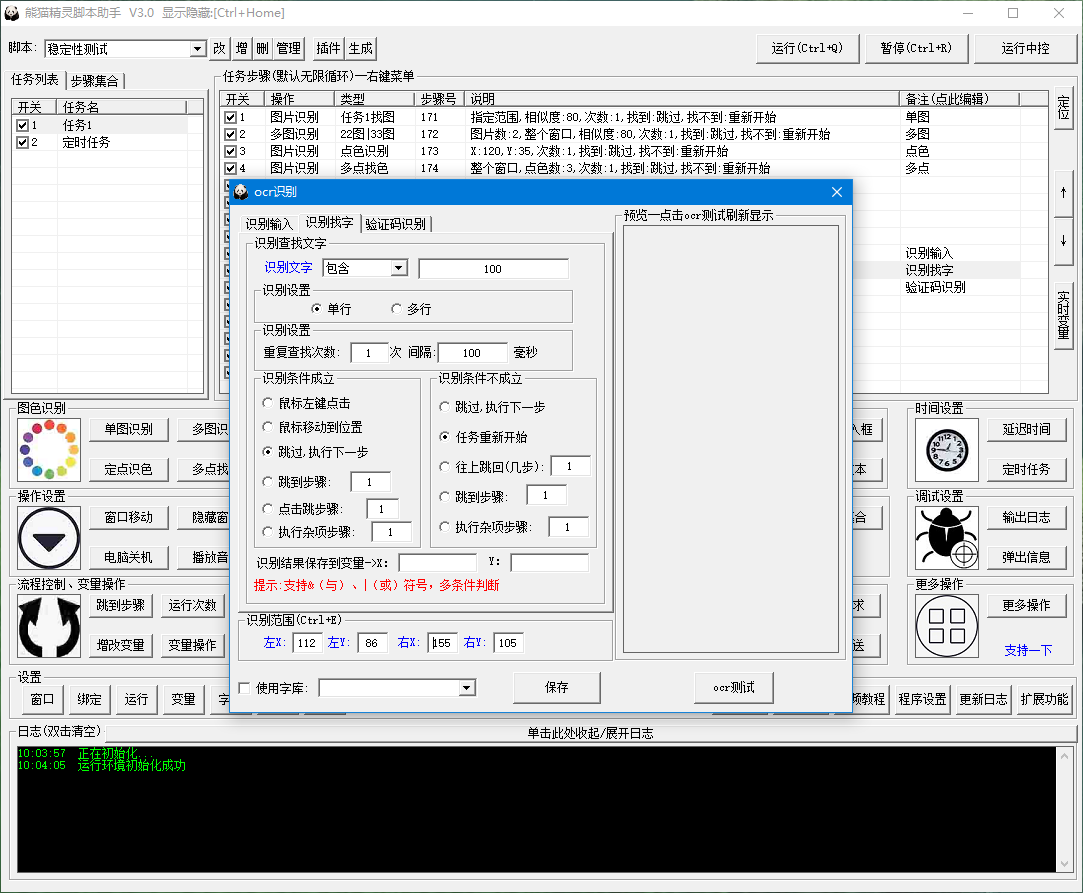 熊猫精灵脚本助手 V3.0 显示隐藏:[Ctrl+Home]
脚本: 稳定性测试 改 增 删 管理 插件 生成 运行(Ctrl+Q) 暂停(Ctrl+R) 运行中控
任务列表 步骤集合
开关 任务名
1 任务1
2 定时任务
任务步骤(默认无限循环)—右键菜单
开关 操作 类型 步骤号 说明 备注(点此编辑)
1 图片识别 任务1找图 171 指定范围,相似度:80,次数:1,找到:跳过,找不到:重新开始 单图
2 多图识别 22图|33图 172 图片数:2,整个窗口,相似度:80,次数:1,找到:跳过,找不到:重新开始 多图
3 图片识别 点色识别 173 X:120,Y:35,次数:1,找到:跳过,找不到:重新开始 点色
4 图片识别 多点找色 174 整个窗口,点色数:3,次数:1,找到:跳过,找不到:重新开始 多点
识别输入
识别找字
验证码识别
定位
↑
↓
实时变量
ocr识别
识别输入 识别找字 验证码识别
识别查找文字
识别文字 包含 100
识别设置
单行 多行
识别设置
重复查找次数: 1 次 间隔: 100 毫秒
识别条件成立
鼠标左键点击
鼠标移动到位置
跳过,执行下一步
跳到步骤: 1
点击跳步骤: 1
执行杂项步骤: 1
识别条件不成立
跳过,执行下一步
任务重新开始
往上跳回(几步): 1
跳到步骤: 1
执行杂项步骤: 1
识别结果保存到变量->X: Y:
提示:支持&(与)、|(或)符号,多条件判断
识别范围(Ctrl+E)
左X: 112 左Y: 86 右X: 155 右Y: 105
使用字库: 保存 ocr测试
预览—点击ocr测试刷新显示
图色识别
单图识别 多图识
定点识色 多点找
操作设置
窗口移动 隐藏窗
电脑关机 播放音
流程控制、变量操作
跳到步骤 运行次数
增改变量 变量操作
入框
本
合
求
送
时间设置
延迟时间
定时任务
调试设置
输出日志
弹出信息
更多操作
更多操作
支持一下
设置
窗口 绑定 运行 变量 字 频教程 程序设置 更新日志 扩展功能
日志(双击清空) 单击此处收起/展开日志
10:03:57 正在初始化...
10:04:05 运行环境初始化成功